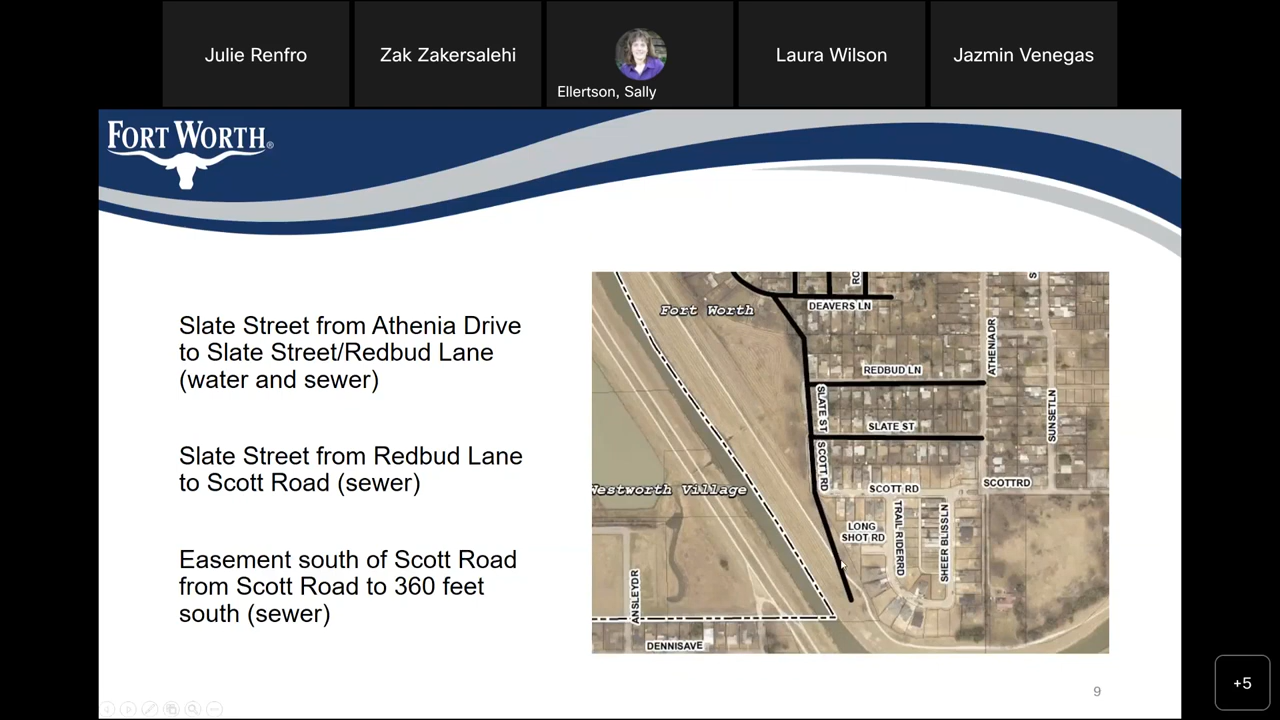 Julie Renfro
Zak Zakersalehi
Ellertson, Sally
Laura Wilson
Jazmin Venegas
FORT WORTH®
Slate Street from Athenia Drive
to Slate Street/Redbud Lane
(water and sewer)
Slate Street from Redbud Lane
to Scott Road (sewer)
Easement south of Scott Road
from Scott Road to 360 feet
south (sewer)
Fort Worth
DEAVERS LN
RO
S
ATHENIA DR
REDBUD LN
SLATE ST
SLATE ST
SUNSET LN
SCOTT RD
SCOTT RD
SCOTT RD
Westworth Village
LONG
SHOT RD
TRAIL RIDER RD
SHEER BLISS LN
ANSLEY DR
DENNIS AVE
9
+5